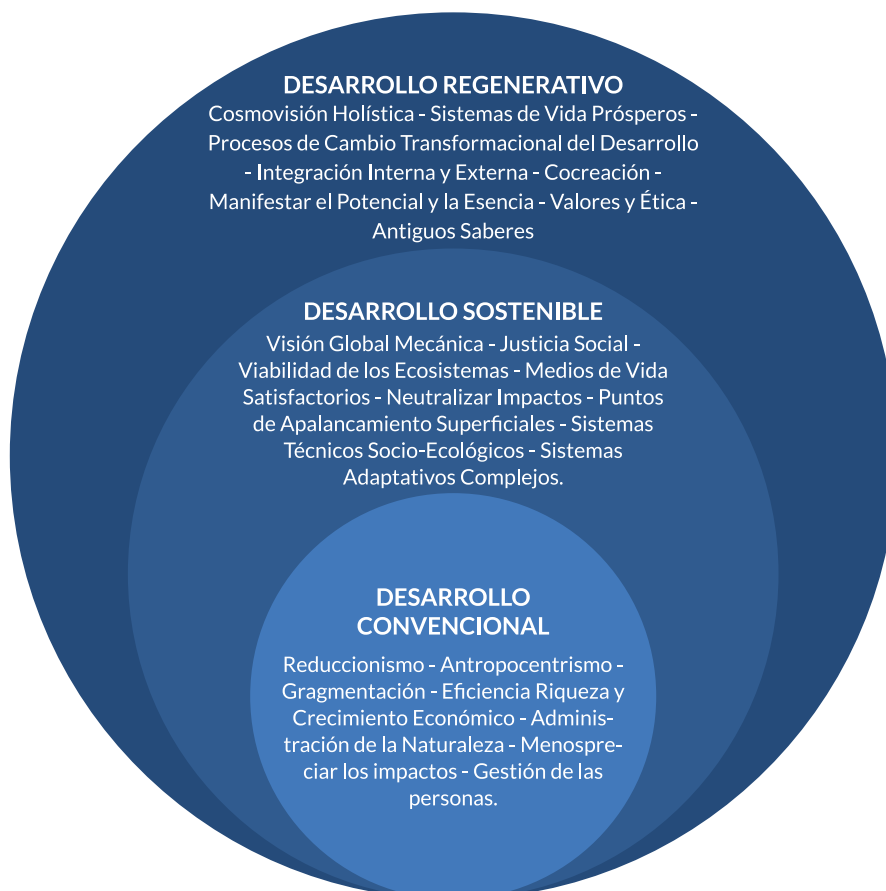 DESARROLLO REGENERATIVO
Cosmovisión Holística - Sistemas de Vida Prósperos -
Procesos de Cambio Transformacional del Desarrollo
- Integración Interna y Externa - Cocreación -
Manifestar el Potencial y la Esencia - Valores y Ética -
Antiguos Saberes
DESARROLLO SOSTENIBLE
Visión Global Mecánica - Justicia Social -
Viabilidad de los Ecosistemas - Medios de Vida
Satisfactorios - Neutralizar Impactos - Puntos
de Apalancamiento Superficiales - Sistemas
Técnicos Socio-Ecológicos - Sistemas
Adaptativos Complejos.
DESARROLLO
CONVENCIONAL
Reduccionismo - Antropocentrismo -
Gragmentación - Eficiencia Riqueza y
Crecimiento Económico - Adminis-
tración de la Naturaleza - Menospre-
ciar los impactos - Gestión de las
personas.